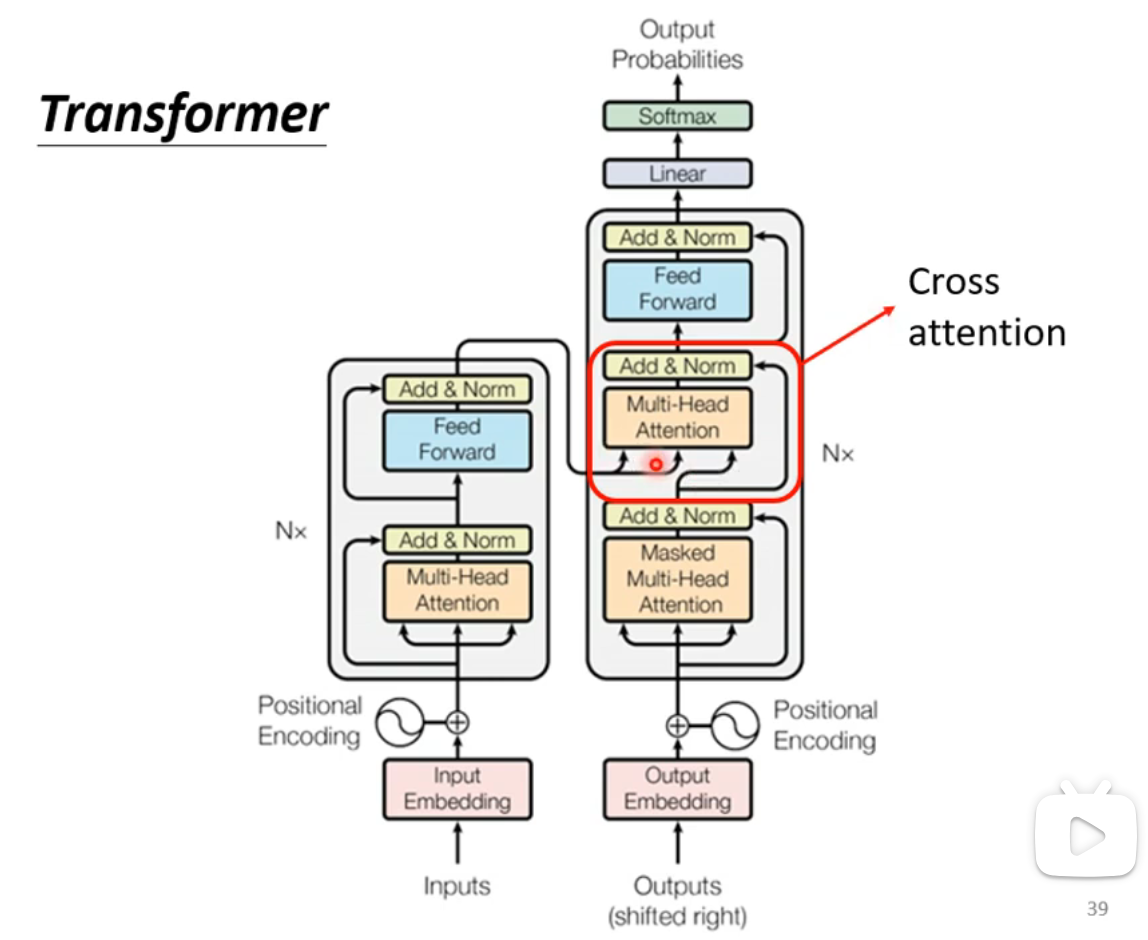 Transformer
Output
Probabilities
Softmax
Linear
Add & Norm
Feed
Forward
Cross
attention
Add & Norm
Multi-Head
Attention
Nx
Add & Norm
Masked
Multi-Head
Attention
Add & Norm
Feed
Forward
Nx
Add & Norm
Multi-Head
Attention
Positional
Encoding
Positional
Encoding
Input
Embedding
Output
Embedding
Inputs
Outputs
(shifted right)
39